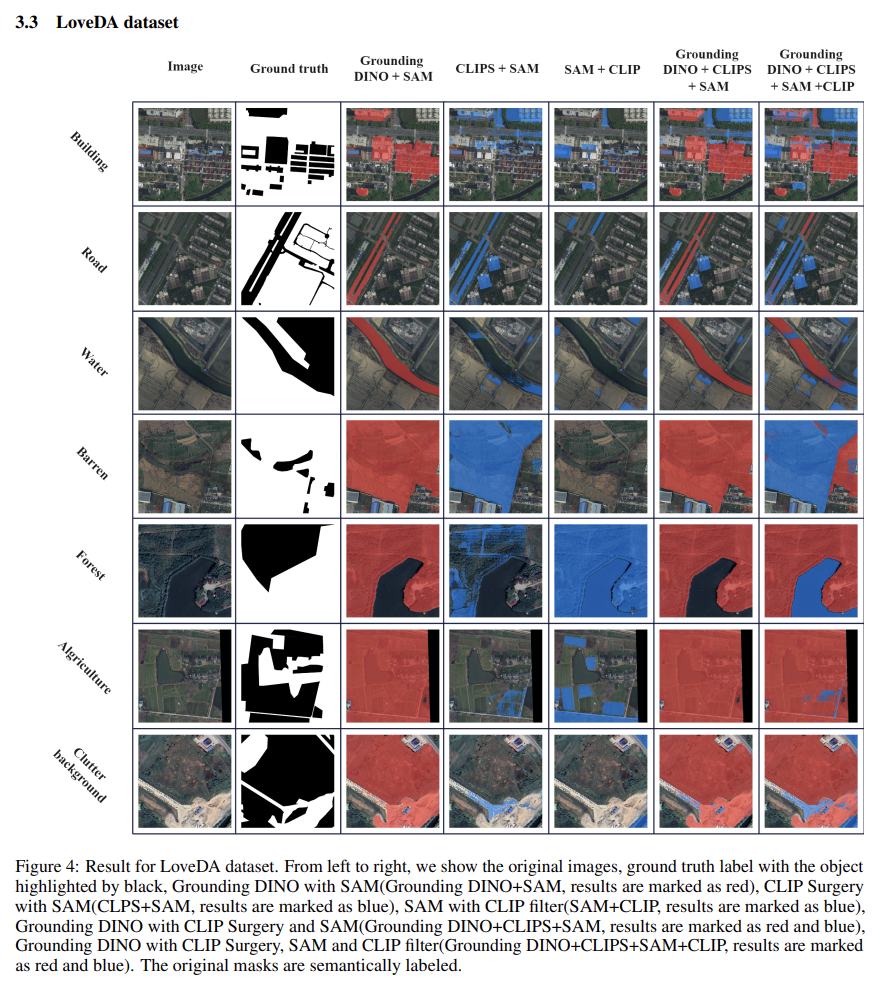 3.3 LoveDA dataset
Image
Ground truth
Grounding
DINO + SAM
CLIPS + SAM
SAM + CLIP
Grounding
DINO + CLIPS
+ SAM
Grounding
DINO + CLIPS
+ SAM +CLIP
Building
Road
Water
Barren
Forest
Algriculture
Clutter
background
Figure 4: Result for LoveDA dataset. From left to right, we show the original images, ground truth label with the object
highlighted by black, Grounding DINO with SAM(Grounding DINO+SAM, results are marked as red), CLIP Surgery
with SAM(CLPS+SAM, results are marked as blue), SAM with CLIP filter(SAM+CLIP, results are marked as blue),
Grounding DINO with CLIP Surgery and SAM(Grounding DINO+CLIPS+SAM, results are marked as red and blue),
Grounding DINO with CLIP Surgery, SAM and CLIP filter(Grounding DINO+CLIPS+SAM+CLIP, results are marked
as red and blue). The original masks are semantically labeled.